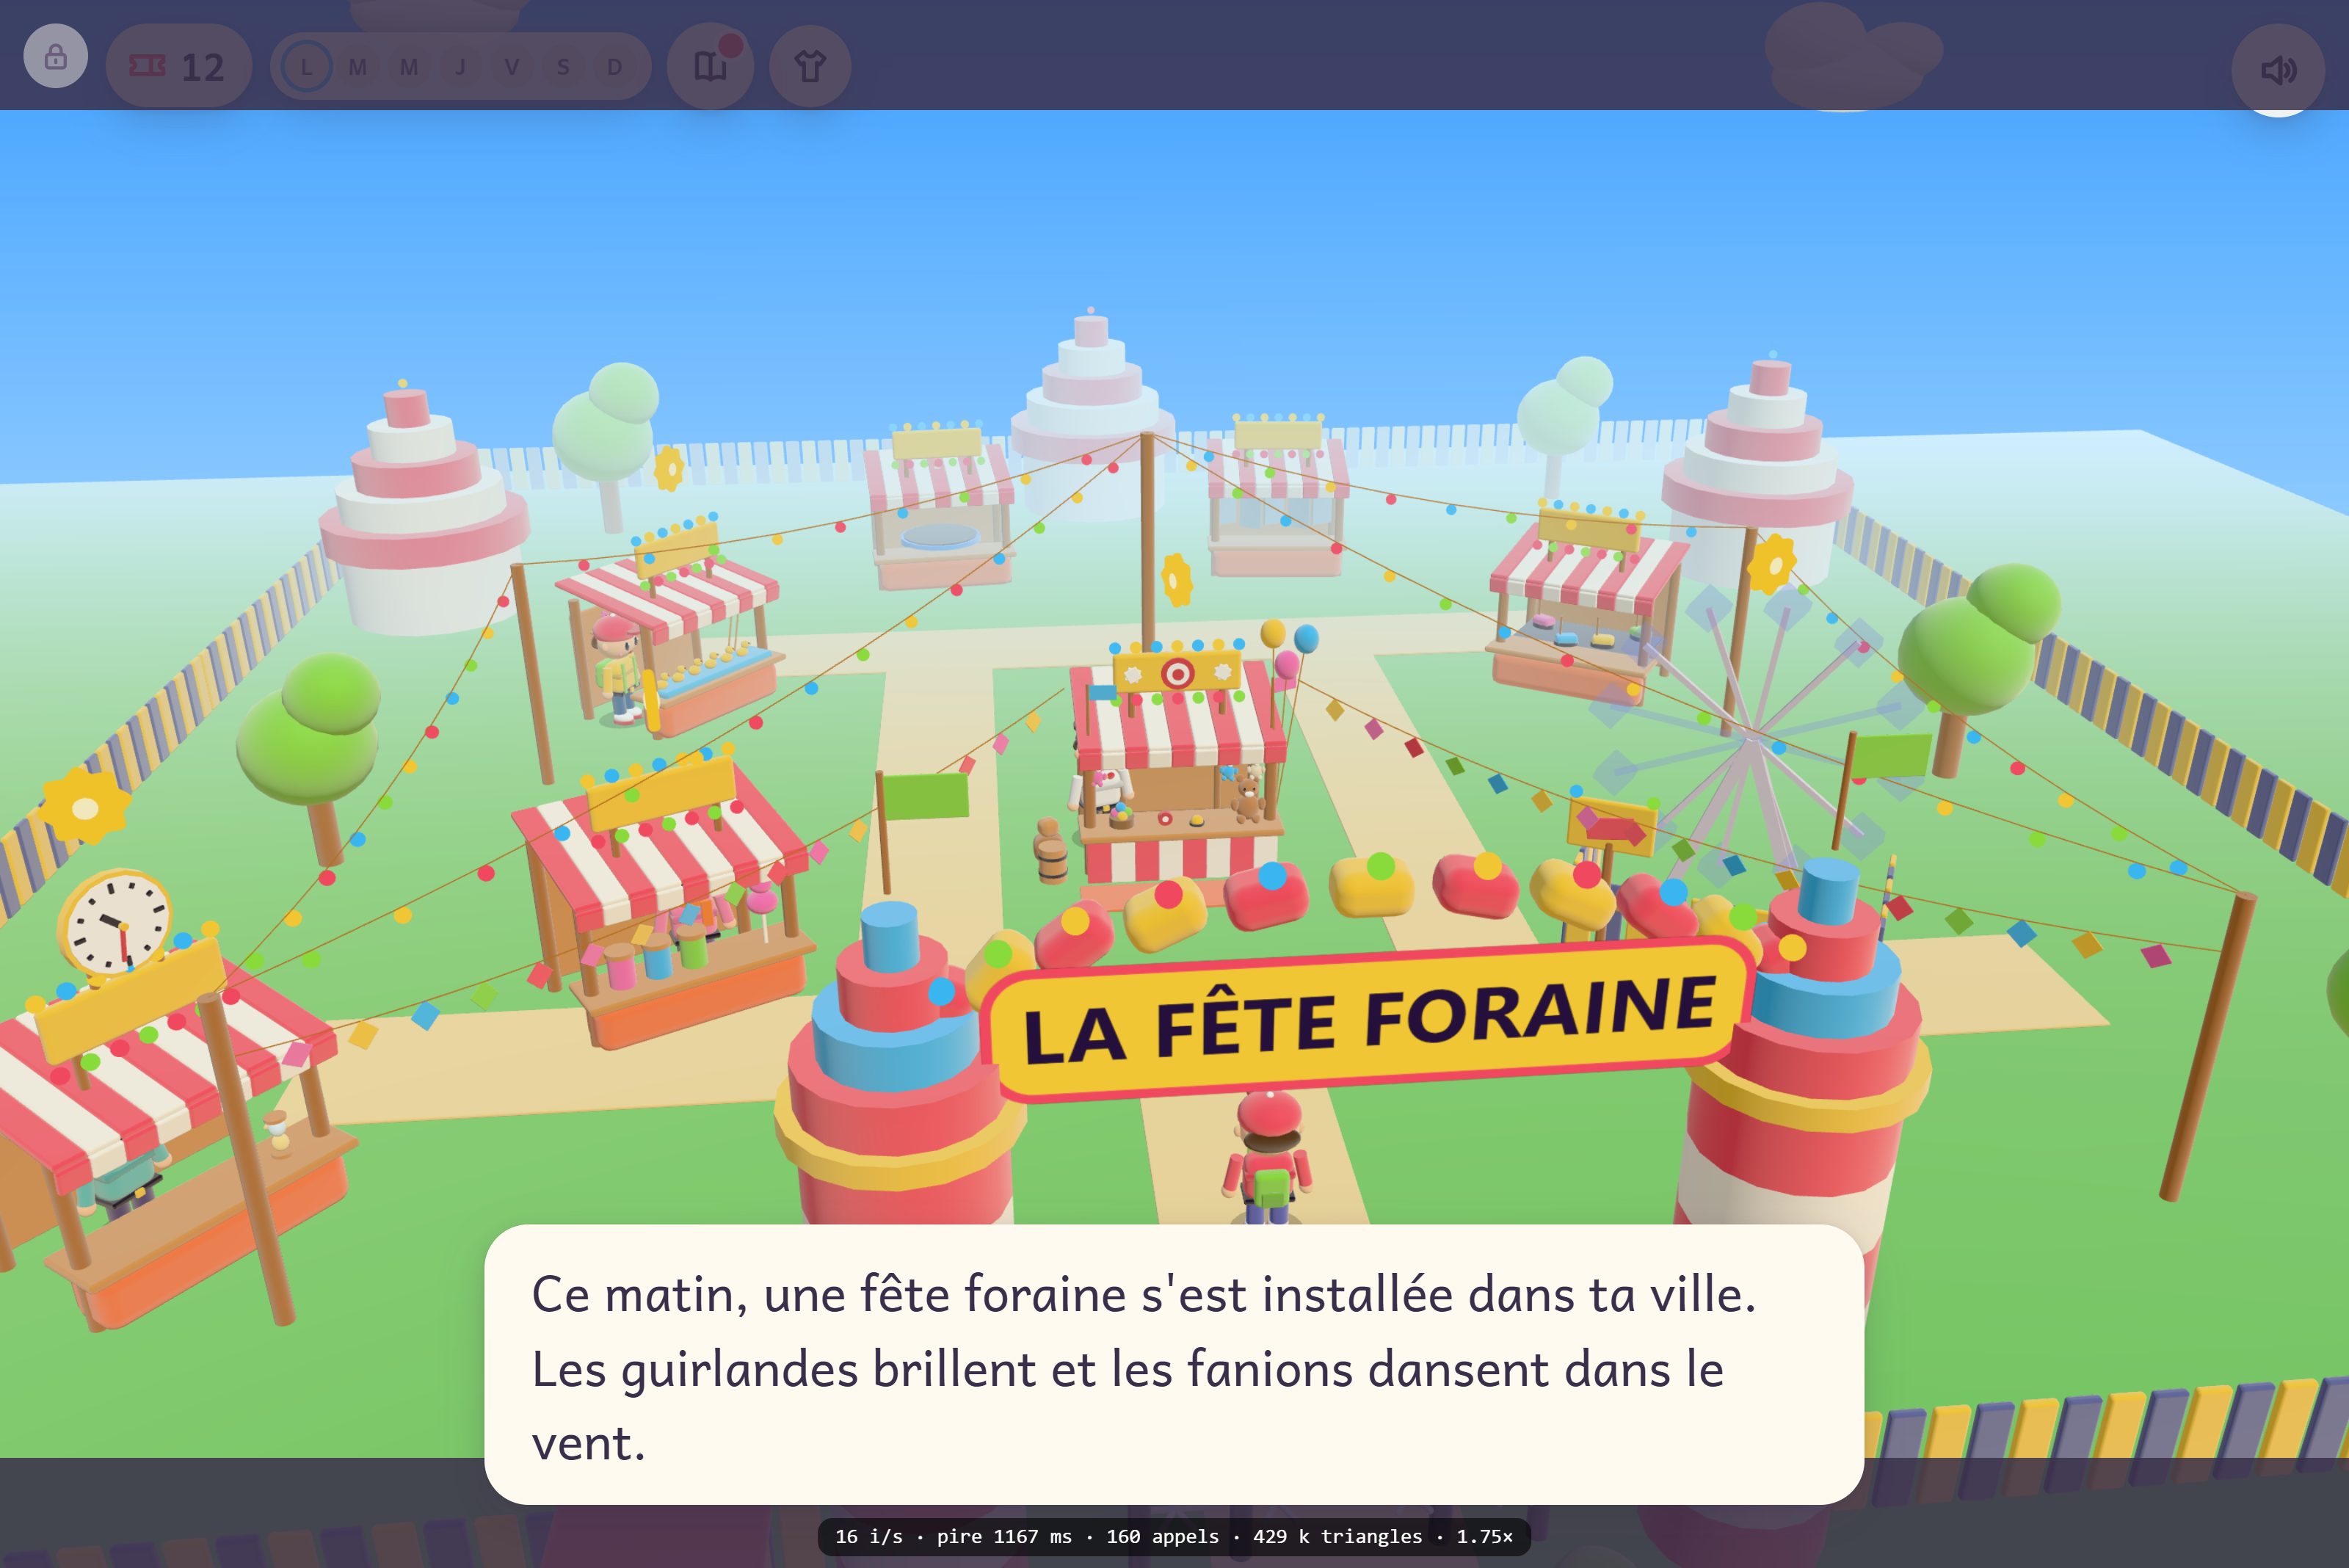 12
L M M J V S D
LA FÊTE FORAINE
Ce matin, une fête foraine s'est installée dans ta ville.
Les guirlandes brillent et les fanions dansent dans le
vent.
16 i/s · pire 1167 ms · 160 appels · 429 k triangles · 1.75×